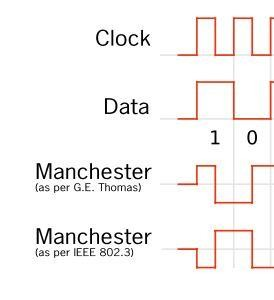 Clock
Data
1 0
Manchester
(as per G.E. Thomas)
Manchester
(as per IEEE 802.3)